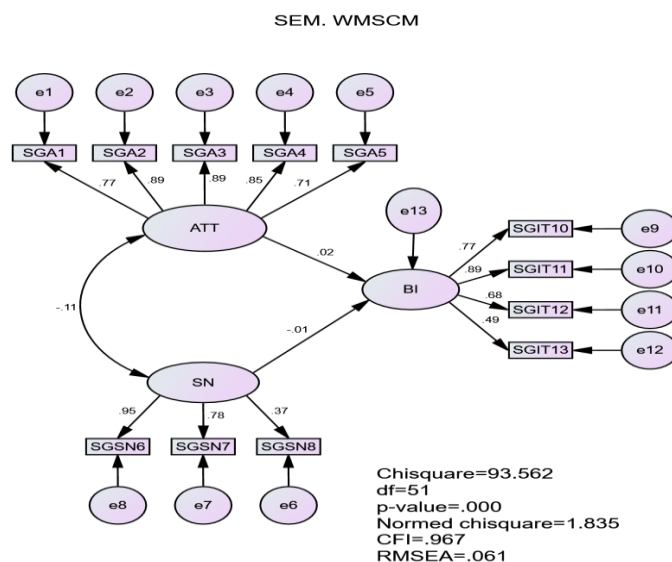 SEM. WMSCM
e1 e2 e3 e4 e5
SGA1 SGA2 SGA3 SGA4 SGA5
.77 .89 .89 .85 .71
ATT
e13
SGIT10 e9
.77
.02
SGIT11 e10
.89
BI
.68
SGIT12 e11
.49
-.11
-.01
SGIT13 e12
SN
.95 .78 .37
SGSN6 SGSN7 SGSN8
e8 e7 e6
Chisquare=93.562
df=51
p-value=.000
Normed chisquare=1.835
CFI=.967
RMSEA=.061